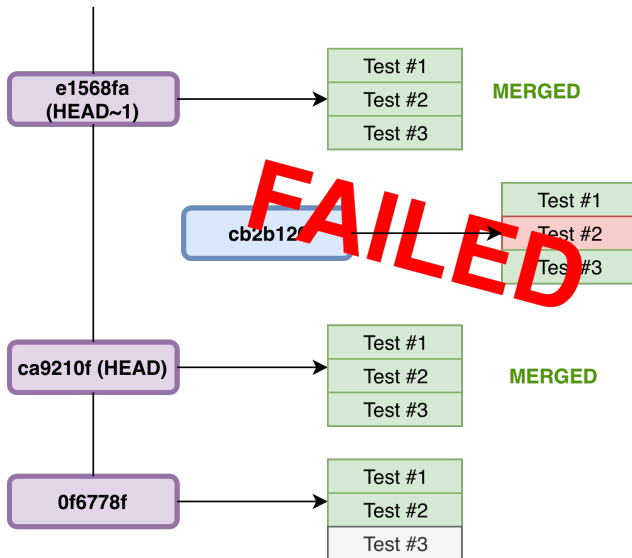 e1568fa
(HEAD~1)
Test #1
Test #2
Test #3
MERGED
FAILED
Test #1
Test #2
Test #3
ca9210f (HEAD)
Test #1
Test #2
Test #3
MERGED
0f6778f
Test #1
Test #2
Test #3